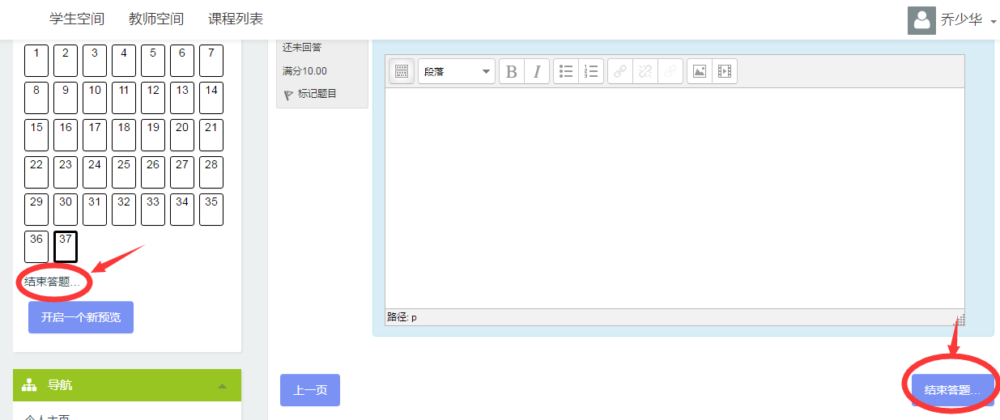 学生空间 教师空间 课程列表 乔少华
1 2 3 4 5 6 7
8 9 10 11 12 13 14
15 16 17 18 19 20 21
22 23 24 25 26 27 28
29 30 31 32 33 34 35
36 37
结束答题...
开启一个新预览
导航
个人主页
还未回答
满分10.00
标记题目
段落 B I
路径: p
上一页 结束答题...